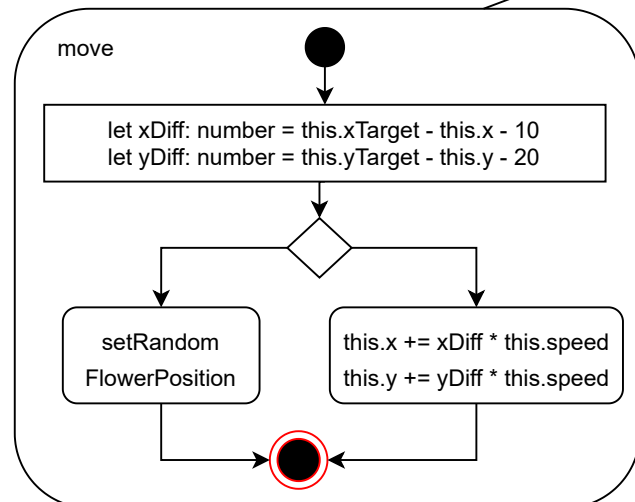 move
let xDiff: number = this.xTarget - this.x - 10
let yDiff: number = this.yTarget - this.y - 20
setRandom
FlowerPosition
this.x += xDiff * this.speed
this.y += yDiff * this.speed